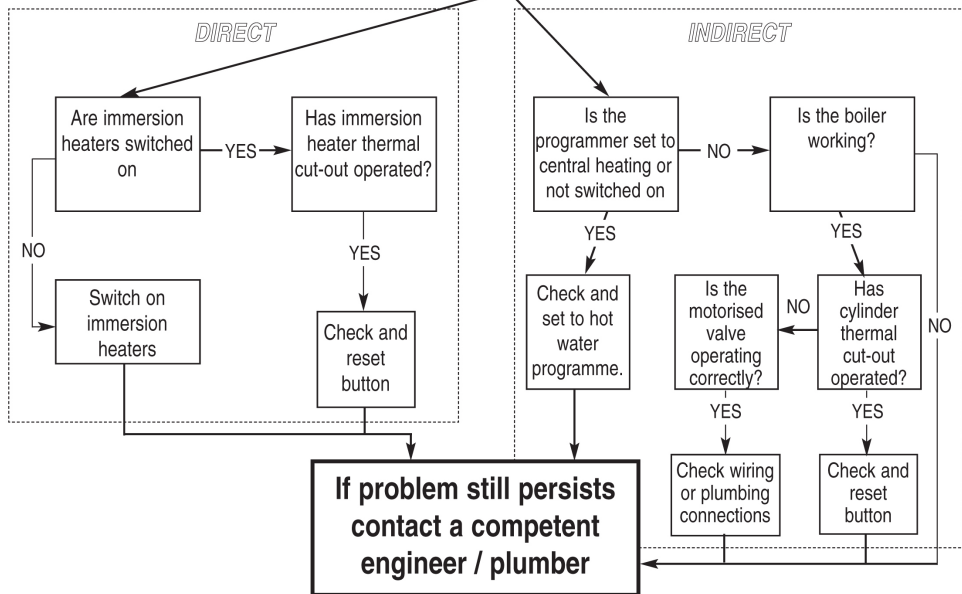 DIRECT
Are immersion
heaters switched
on
YES
Has immersion
heater thermal
cut-out operated?
NO
YES
Switch on
immersion
heaters
Check and
reset
button
INDIRECT
Is the
programmer set to
central heating or
not switched on
NO
Is the boiler
working?
YES
YES
Check and
set to hot
water
programme.
Is the
motorised
valve
operating
correctly?
NO
Has
cylinder
thermal
cut-out
operated?
NO
YES
YES
Check wiring
or plumbing
connections
Check and
reset
button
If problem still persists
contact a competent
engineer / plumber